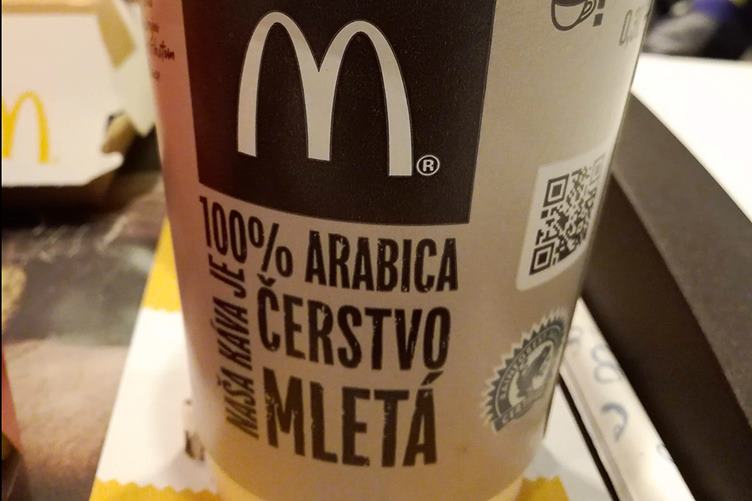 NAŠA KÁVA JE
100% ARABICA
ČERSTVO
MLETÁ
®